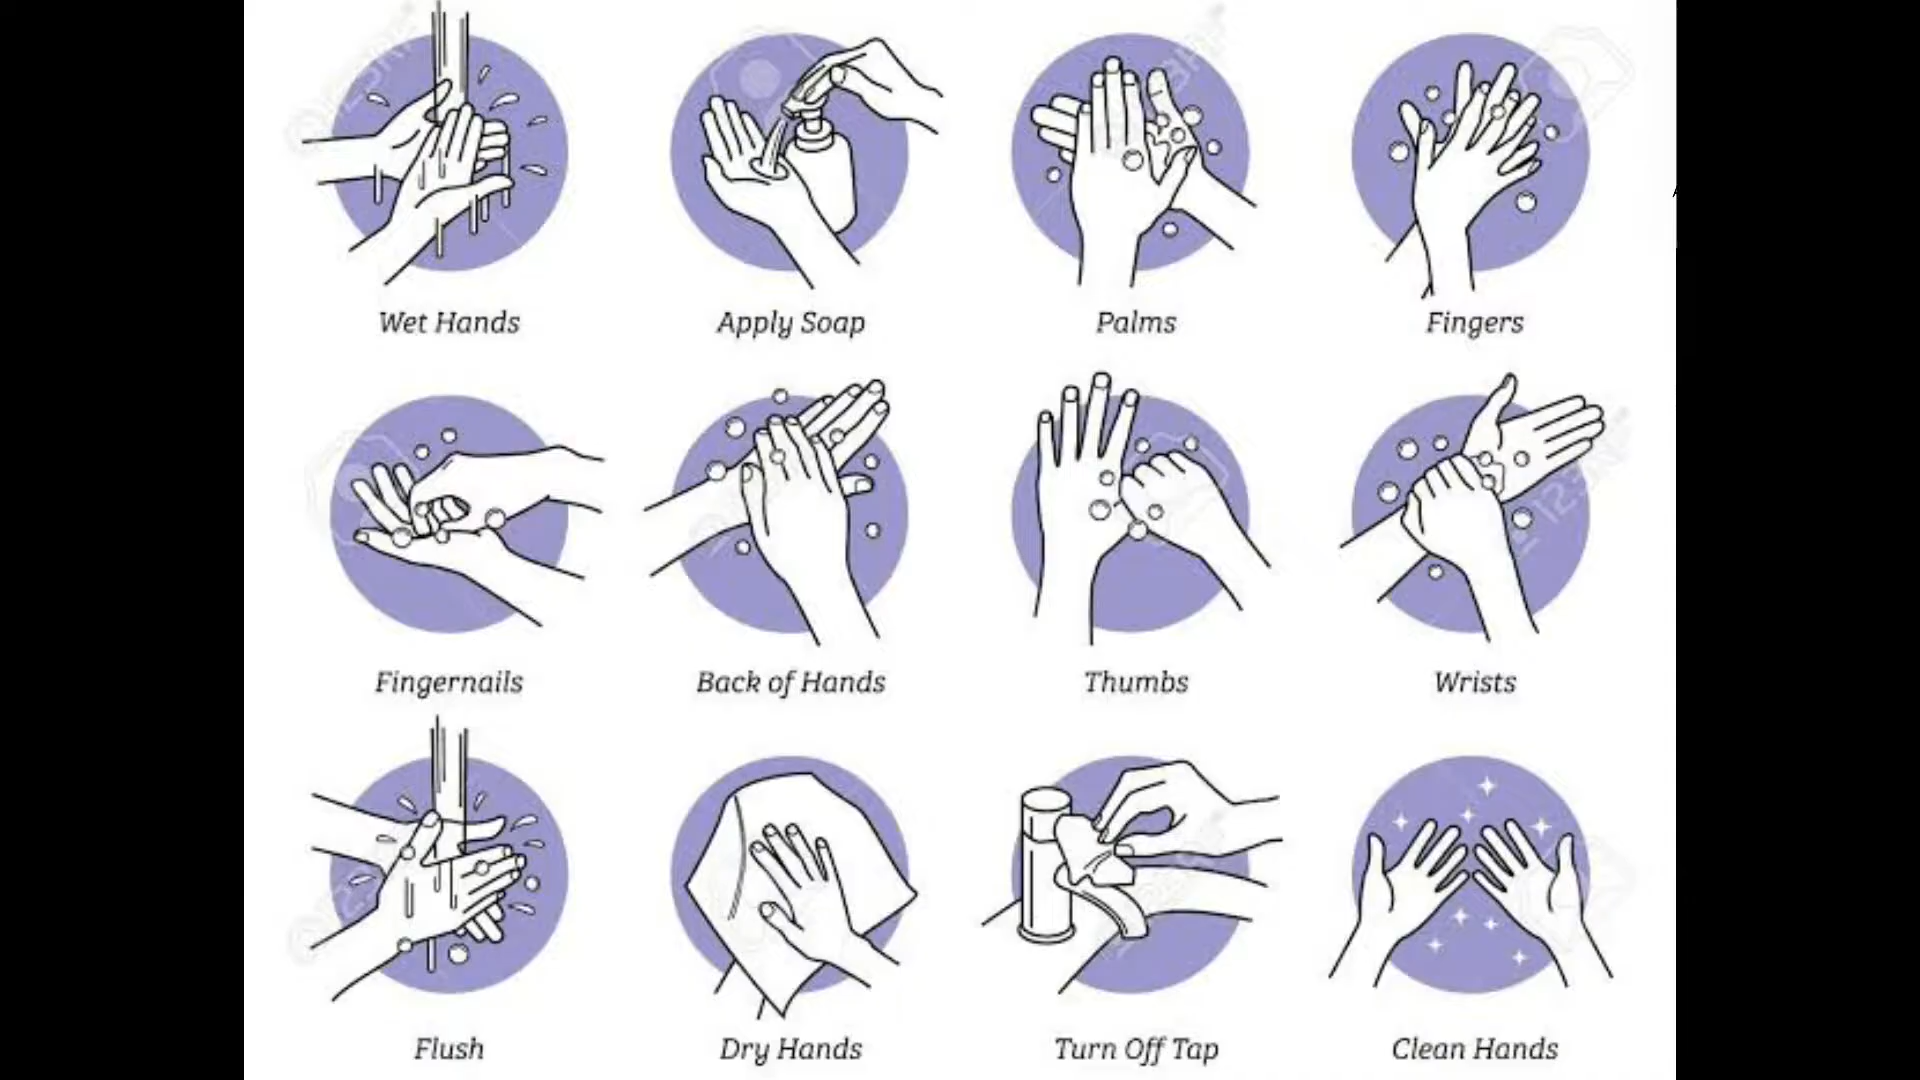 Wet Hands
Apply Soap
Palms
Fingers
Fingernails
Back of Hands
Thumbs
Wrists
Flush
Dry Hands
Turn Off Tap
Clean Hands